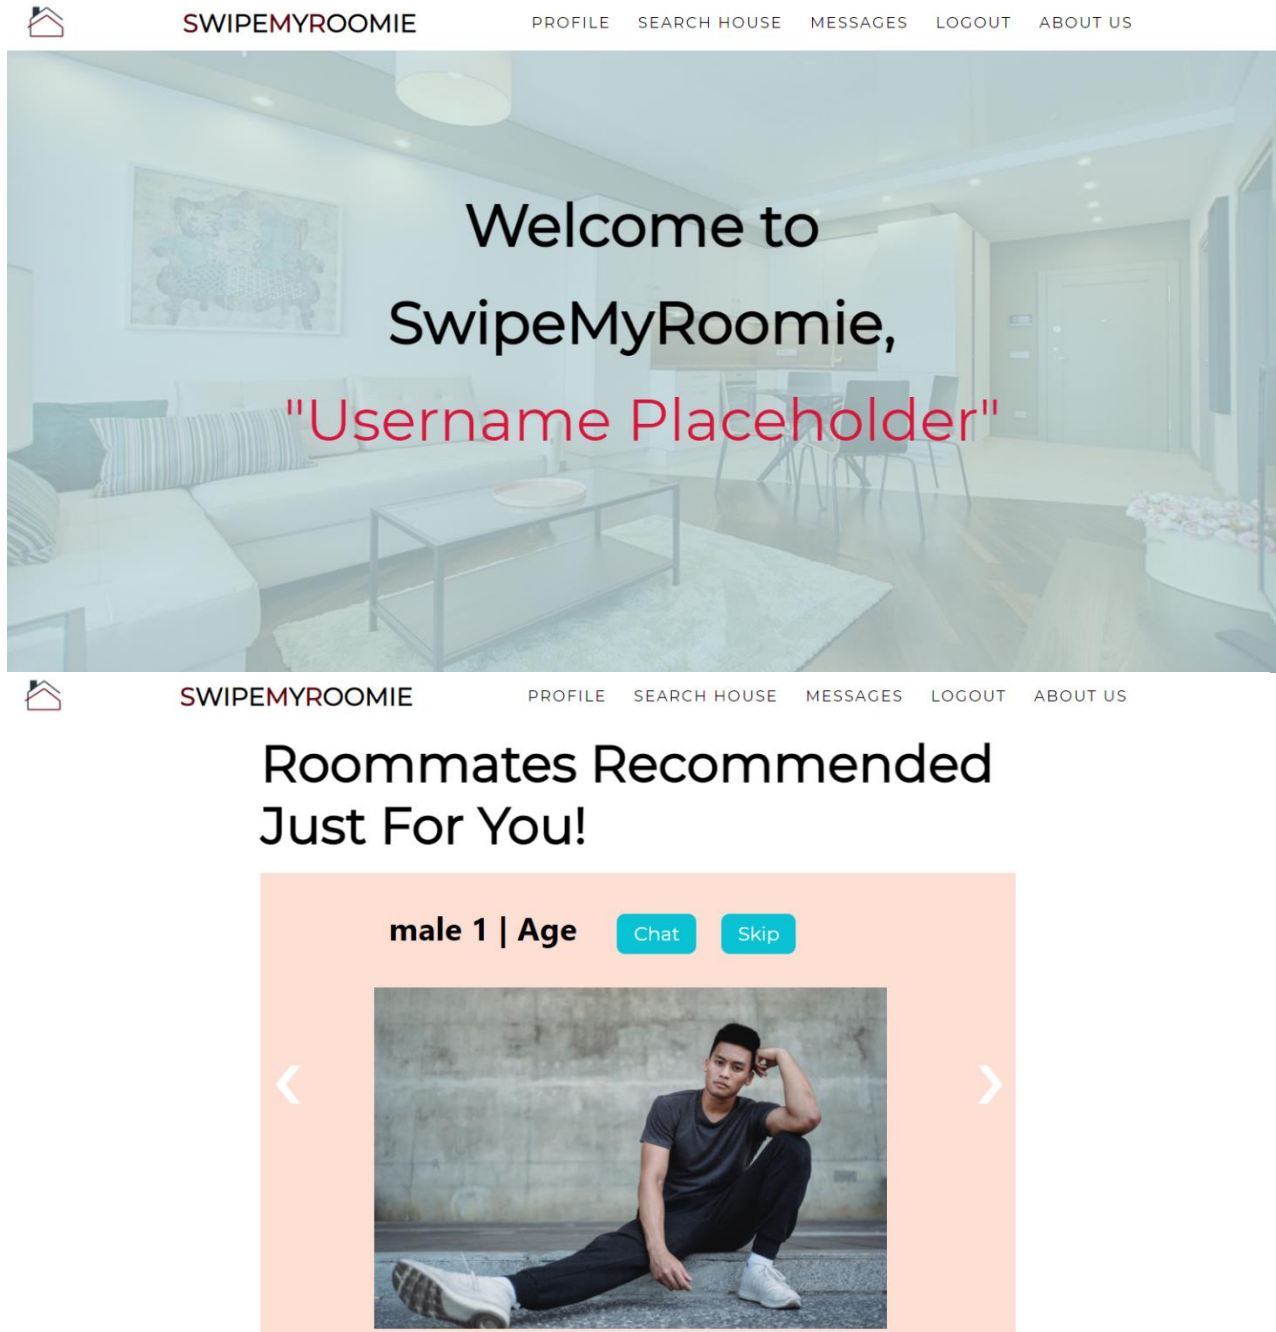 SWIPEMYROOMIE PROFILE SEARCH HOUSE MESSAGES LOGOUT ABOUT US
Welcome to
SwipeMyRoomie,
"Username Placeholder"
SWIPEMYROOMIE PROFILE SEARCH HOUSE MESSAGES LOGOUT ABOUT US
Roommates Recommended
Just For You!
male 1 | Age Chat Skip